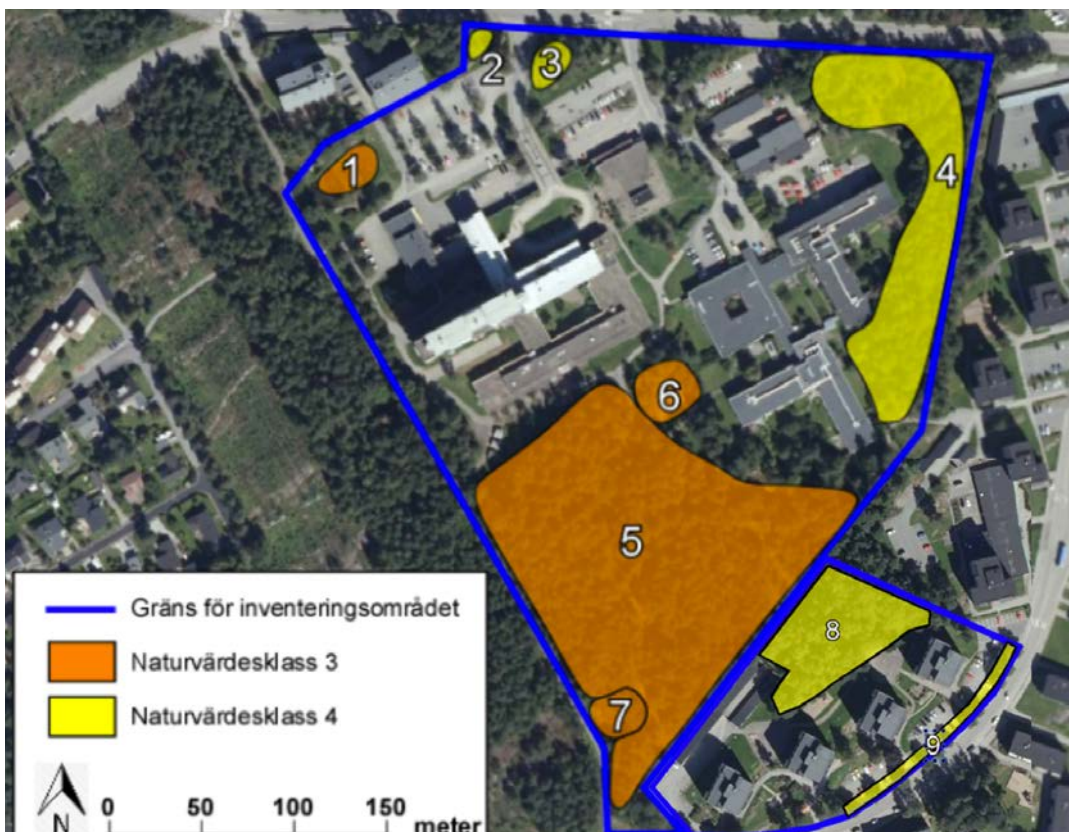 2
3
1
4
6
5
8
7
9
Gräns för inventeringsområdet
Naturvärdesklass 3
Naturvärdesklass 4
N
0 50 100 150
meter